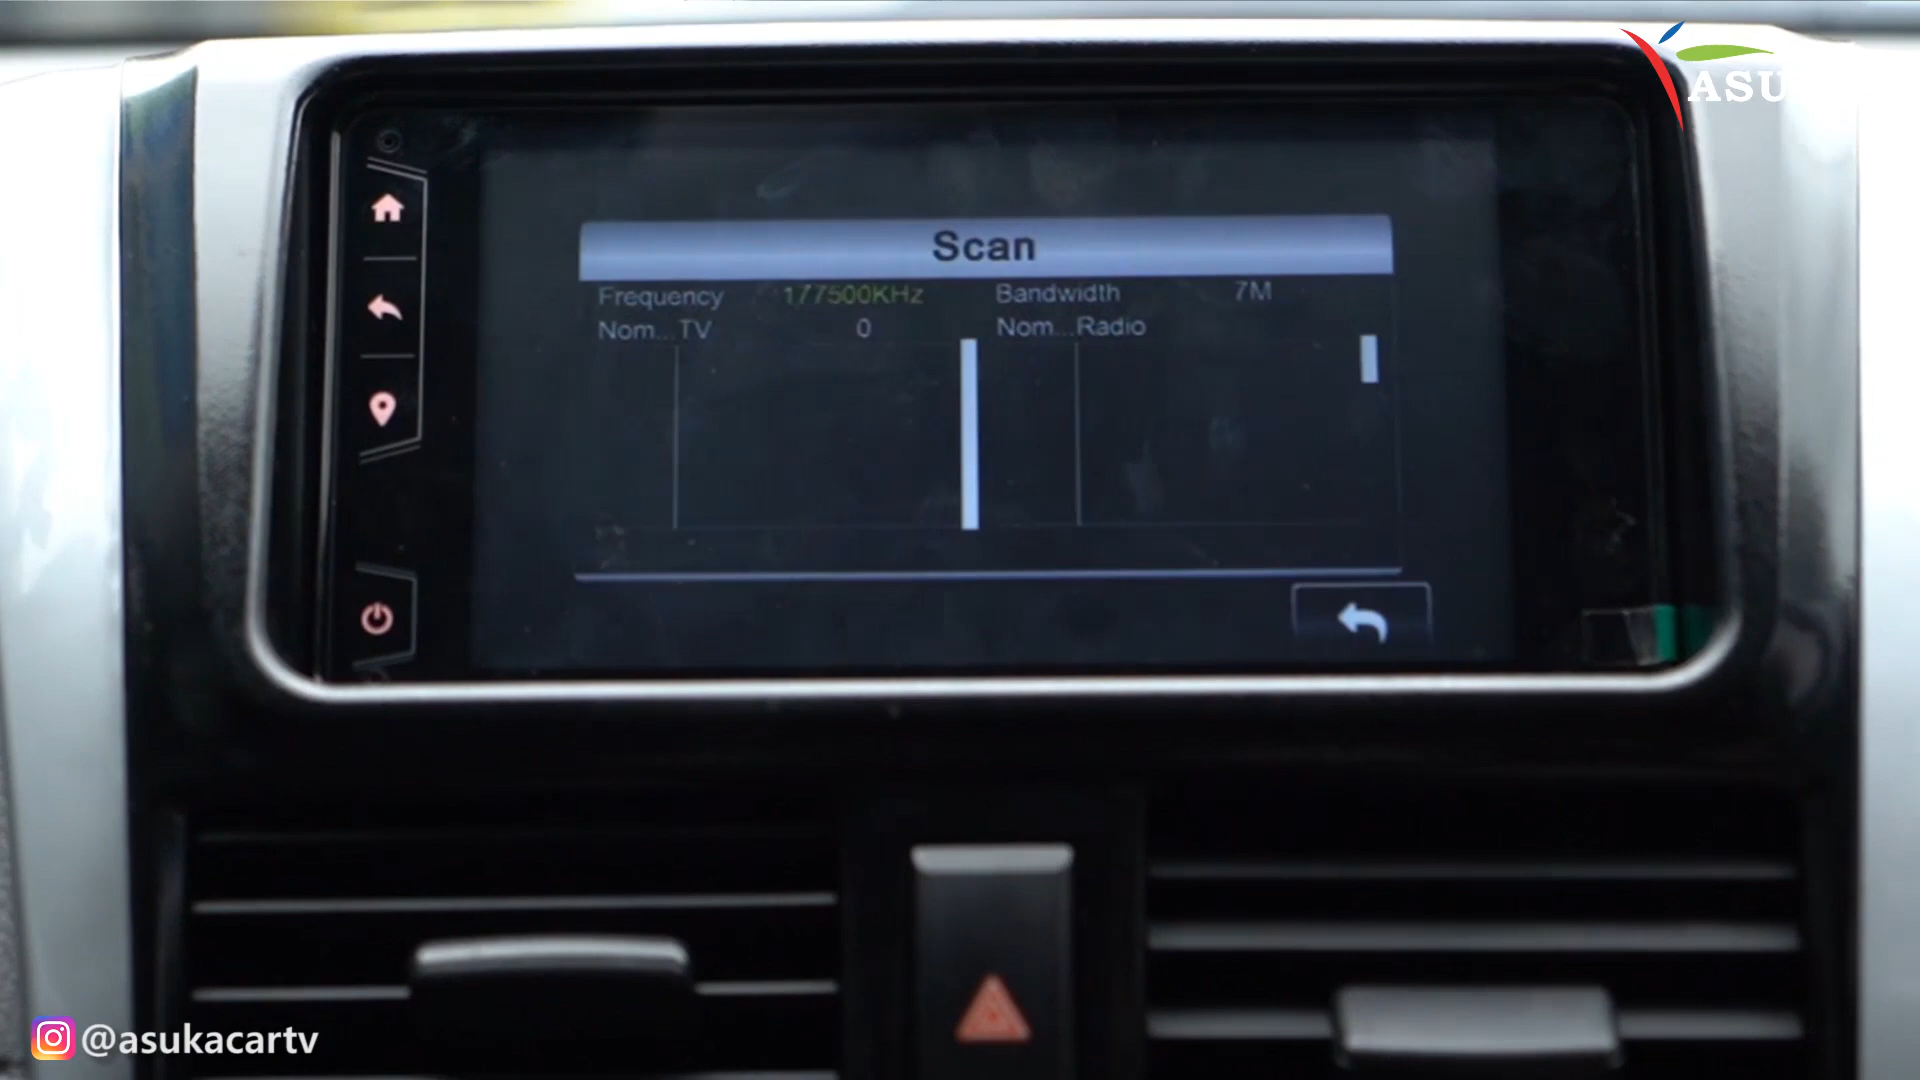 ASU
Scan
Frequency 177500KHz Bandwidth 7M
Nom...TV 0 Nom...Radio
@asukacartv